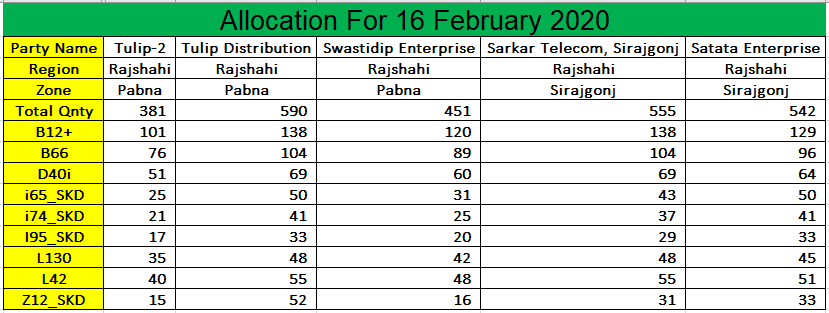 Allocation For 16 February 2020
Party Name Tulip-2 Tulip Distribution Swastidip Enterprise Sarkar Telecom, Sirajgonj Satata Enterprise
Region Rajshahi Rajshahi Rajshahi Rajshahi Rajshahi
Zone Pabna Pabna Pabna Sirajgonj Sirajgonj
Total Qnty 381 590 451 555 542
B12+ 101 138 120 138 129
B66 76 104 89 104 96
D40i 51 69 60 69 64
i65_SKD 25 50 31 43 50
i74_SKD 21 41 25 37 41
I95_SKD 17 33 20 29 33
L130 35 48 42 48 45
L42 40 55 48 55 51
Z12_SKD 15 52 16 31 33